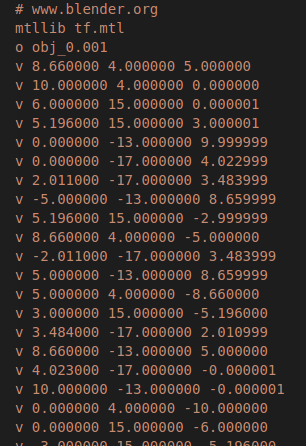 # www.blender.org
mtllib tf.mtl
o obj_0.001
v 8.660000 4.000000 5.000000
v 10.000000 4.000000 0.000000
v 6.000000 15.000000 0.000001
v 5.196000 15.000000 3.000001
v 0.000000 -13.000000 9.999999
v 0.000000 -17.000000 4.022999
v 2.011000 -17.000000 3.483999
v -5.000000 -13.000000 8.659999
v 5.196000 15.000000 -2.999999
v 8.660000 4.000000 -5.000000
v -2.011000 -17.000000 3.483999
v 5.000000 -13.000000 8.659999
v 5.000000 4.000000 -8.660000
v 3.000000 15.000000 -5.196000
v 3.484000 -17.000000 2.010999
v 8.660000 -13.000000 5.000000
v 4.023000 -17.000000 -0.000001
v 10.000000 -13.000000 -0.000001
v 0.000000 4.000000 -10.000000
v 0.000000 15.000000 -6.000000
v -3.000000 15.000000 -5.196000